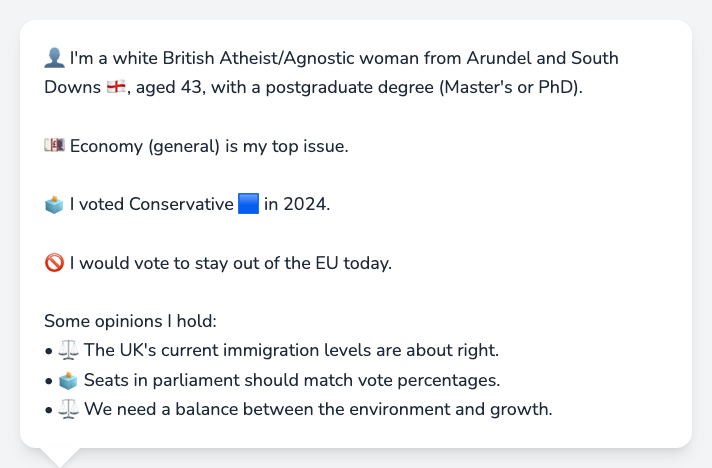 👤 I'm a white British Atheist/Agnostic woman from Arundel and South
Downs 🏴󠁧󠁢󠁥󠁮󠁧󠁿, aged 43, with a postgraduate degree (Master's or PhD).
💷 Economy (general) is my top issue.
🗳️ I voted Conservative 🟦 in 2024.
🚫 I would vote to stay out of the EU today.
Some opinions I hold:
• ⚖️ The UK's current immigration levels are about right.
• 🗳️ Seats in parliament should match vote percentages.
• ⚖️ We need a balance between the environment and growth.